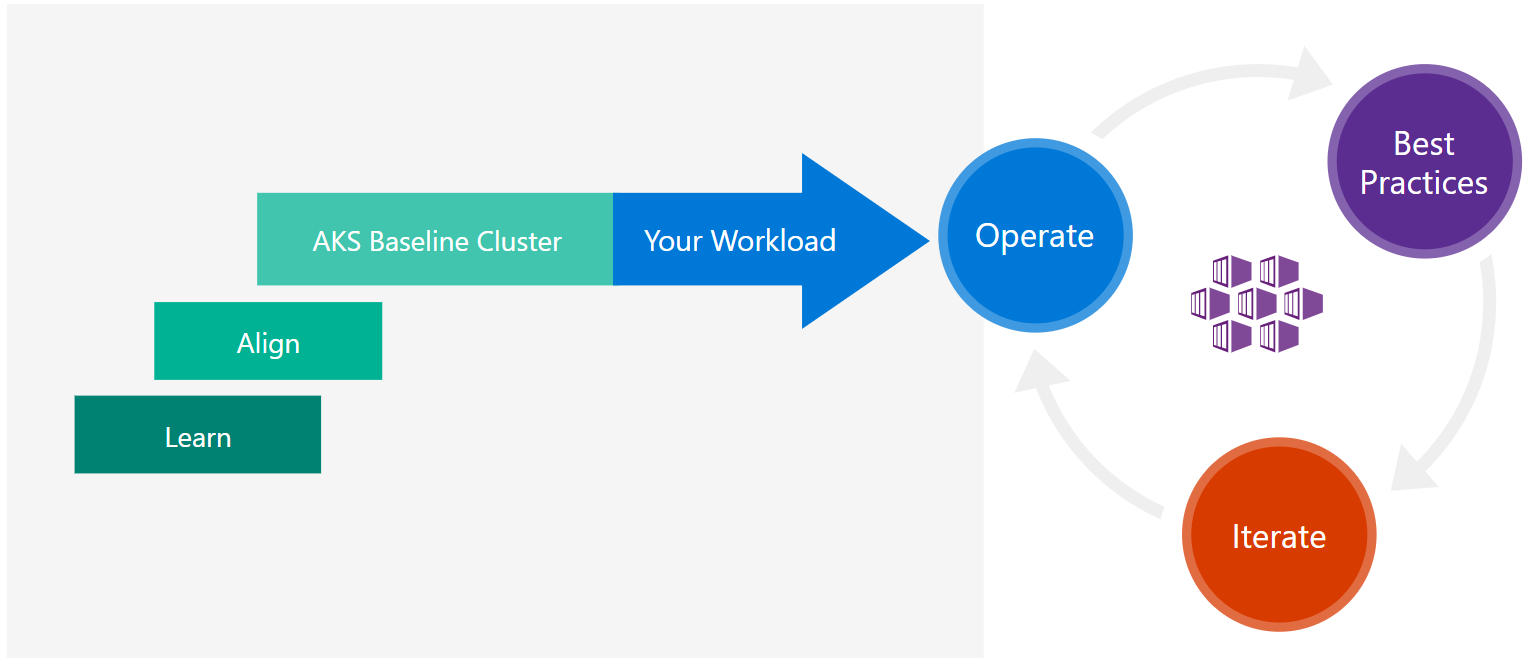 AKS Baseline Cluster
Your Workload
Align
Learn
Operate
Best
Practices
Iterate